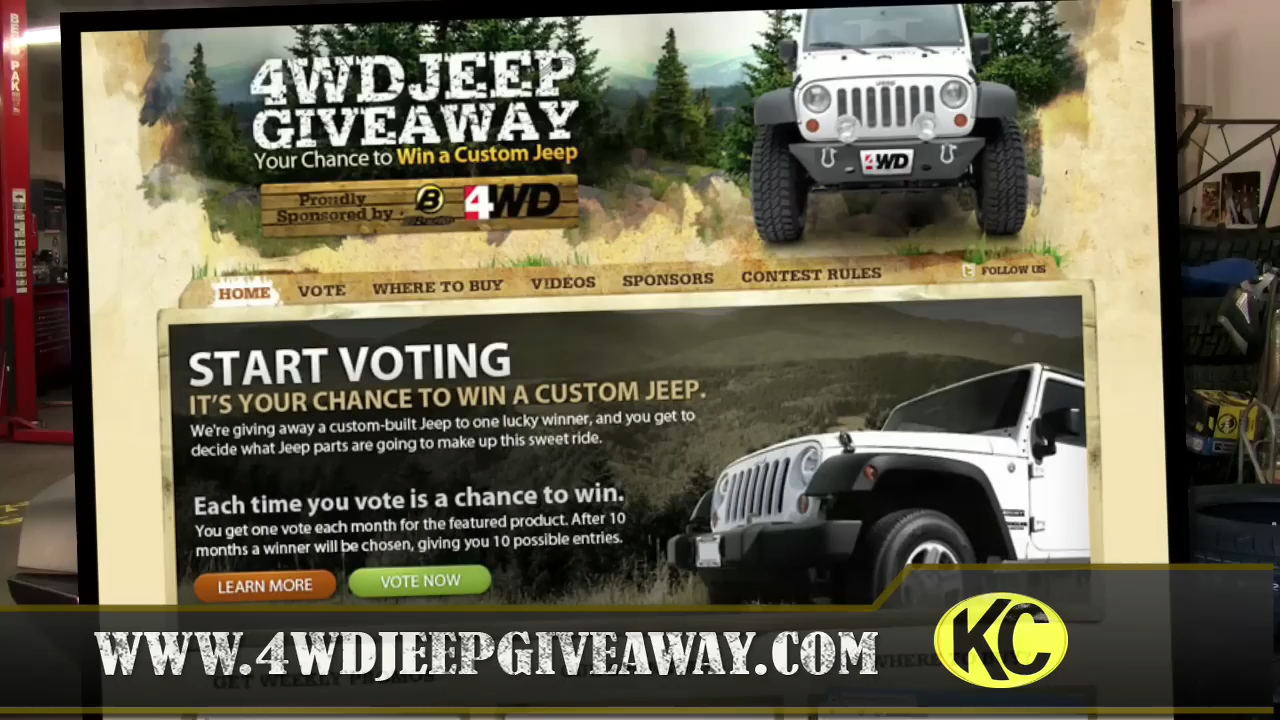 4WDJEEP
GIVEAWAY
Your Chance to Win a Custom Jeep
Proudly
Sponsored by
B
4WD
JEEP
4WD
HOME VOTE WHERE TO BUY VIDEOS SPONSORS CONTEST RULES FOLLOW US
START VOTING
IT'S YOUR CHANCE TO WIN A CUSTOM JEEP.
We're giving away a custom-built Jeep to one lucky winner, and you get to
decide what Jeep parts are going to make up this sweet ride.
Each time you vote is a chance to win.
You get one vote each month for the featured product. After 10
months a winner will be chosen, giving you 10 possible entries.
LEARN MORE VOTE NOW
WWW.4WDJEEPGIVEAWAY.COM
KC
GET WEEKLY PROMOS